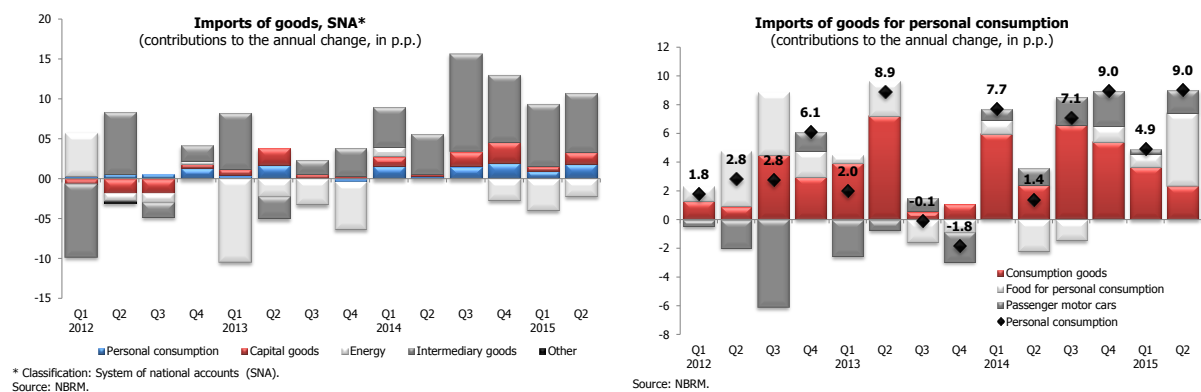 Imports of goods, SNA*
(contributions to the annual change, in p.p.)
20
15
10
05
00
-05
-10
-15
Q1 Q2 Q3 Q4 Q1 Q2 Q3 Q4 Q1 Q2 Q3 Q4 Q1 Q2
2012 2013 2014 2015
Personal consumption Capital goods Energy Intermediary goods Other
* Classification: System of national accounts (SNA).
Source: NBRM.
Imports of goods for personal consumption
(contributions to the annual change, in p.p.)
12
10
8
6
4
2
0
-2
-4
-6
-8
1.8
2.8
2.8
6.1
2.0
8.9
-0.1
-1.8
7.7
1.4
7.1
9.0
4.9
9.0
Consumption goods
Food for personal consumption
Passenger motor cars
Personal consumption
Q1 Q2 Q3 Q4 Q1 Q2 Q3 Q4 Q1 Q2 Q3 Q4 Q1 Q2
2012 2013 2014 2015
Source: NBRM.